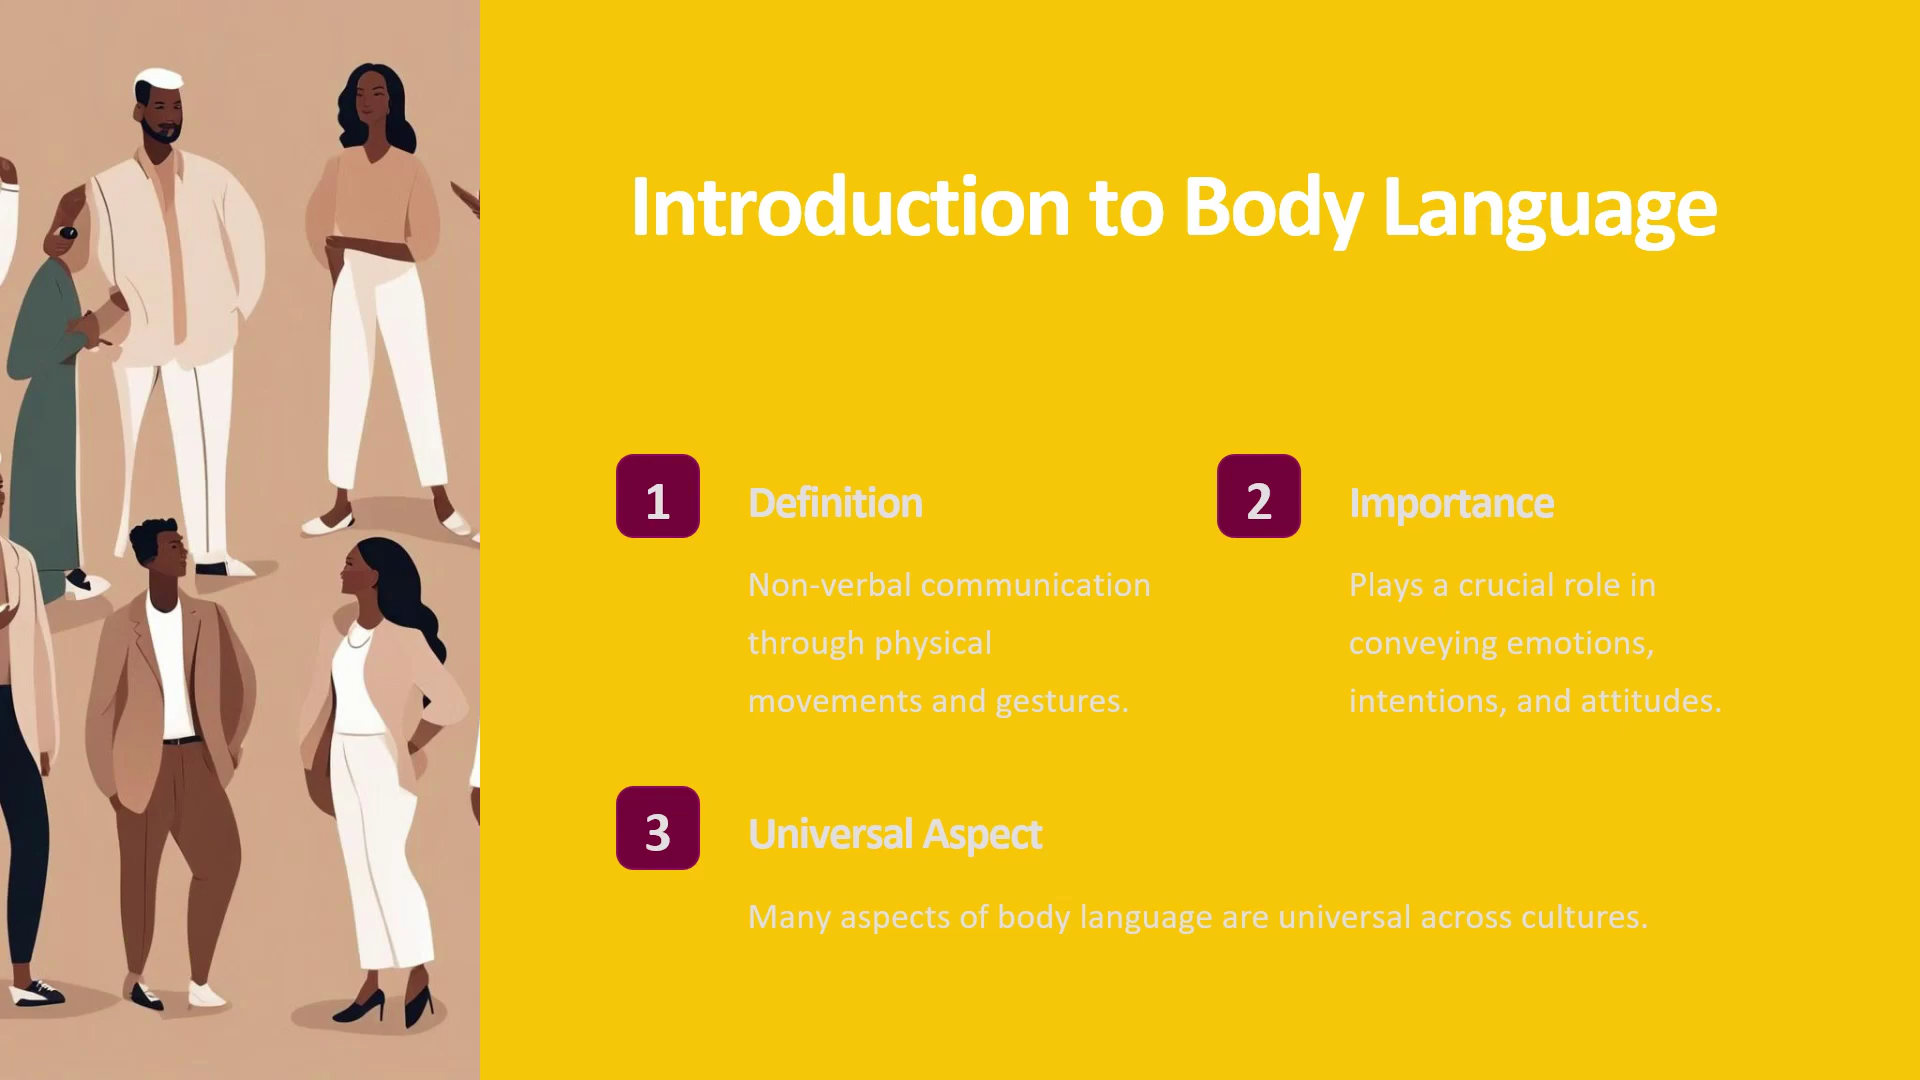 Introduction to Body Language
1
Definition
Non-verbal communication
through physical
movements and gestures.
2
Importance
Plays a crucial role in
conveying emotions,
intentions, and attitudes.
3
Universal Aspect
Many aspects of body language are universal across cultures.